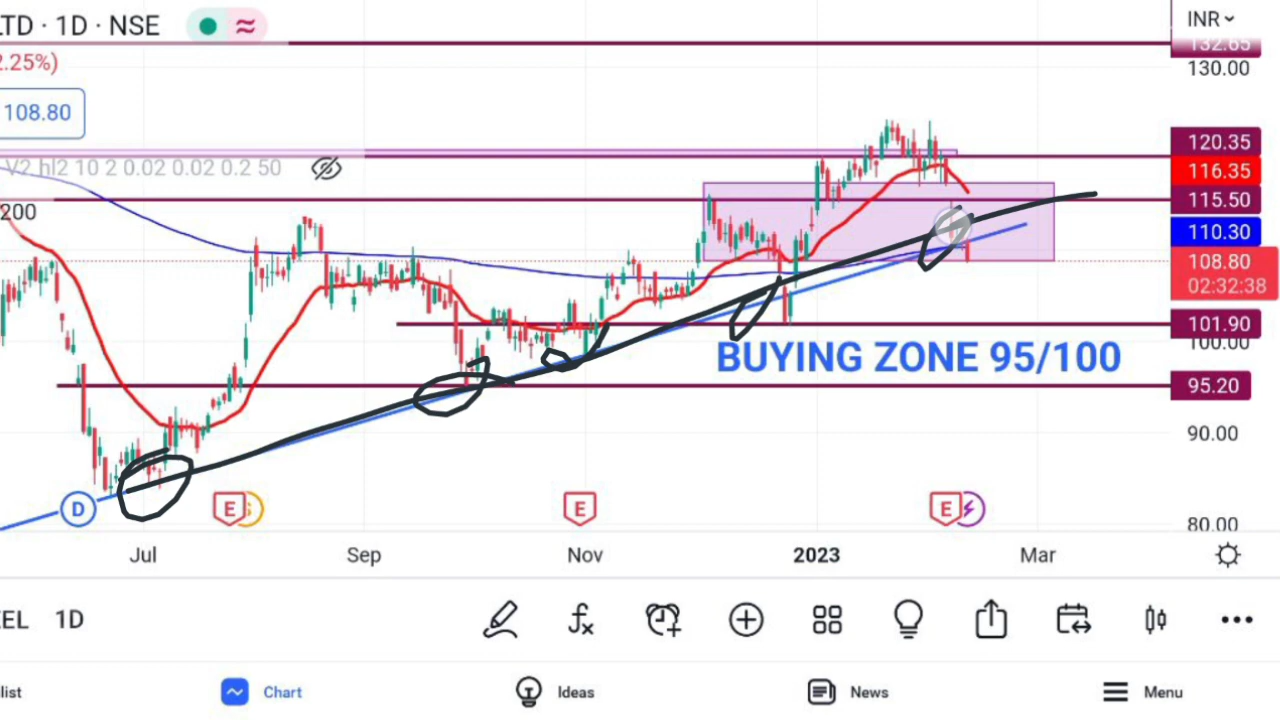 LTD · 1D · NSE
INR
132.65
2.25%)
130.00
108.80
120.35
V2 hl2 10 2 0.02 0.02 0.2 50
116.35
115.50
200
110.30
108.80
02:32:38
101.90
100.00
BUYING ZONE 95/100
95.20
90.00
D
E
E
E
80.00
Jul
Sep
Nov
2023
Mar
EEL 1D
list
Chart
Ideas
News
Menu